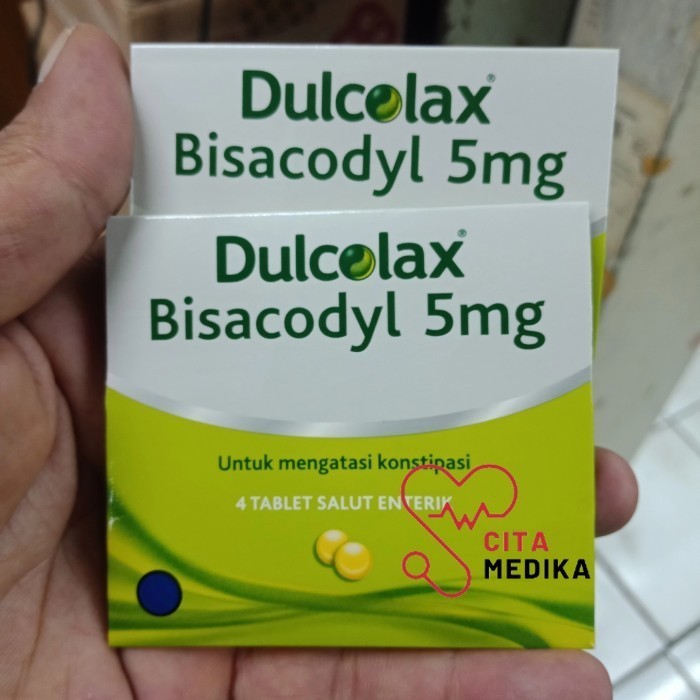 Dulcolax®
Bisacodyl 5mg
Dulcolax®
Bisacodyl 5mg
Untuk mengatasi konstipasi
4 TABLET SALUT ENTERIK
CITA
MEDIKA